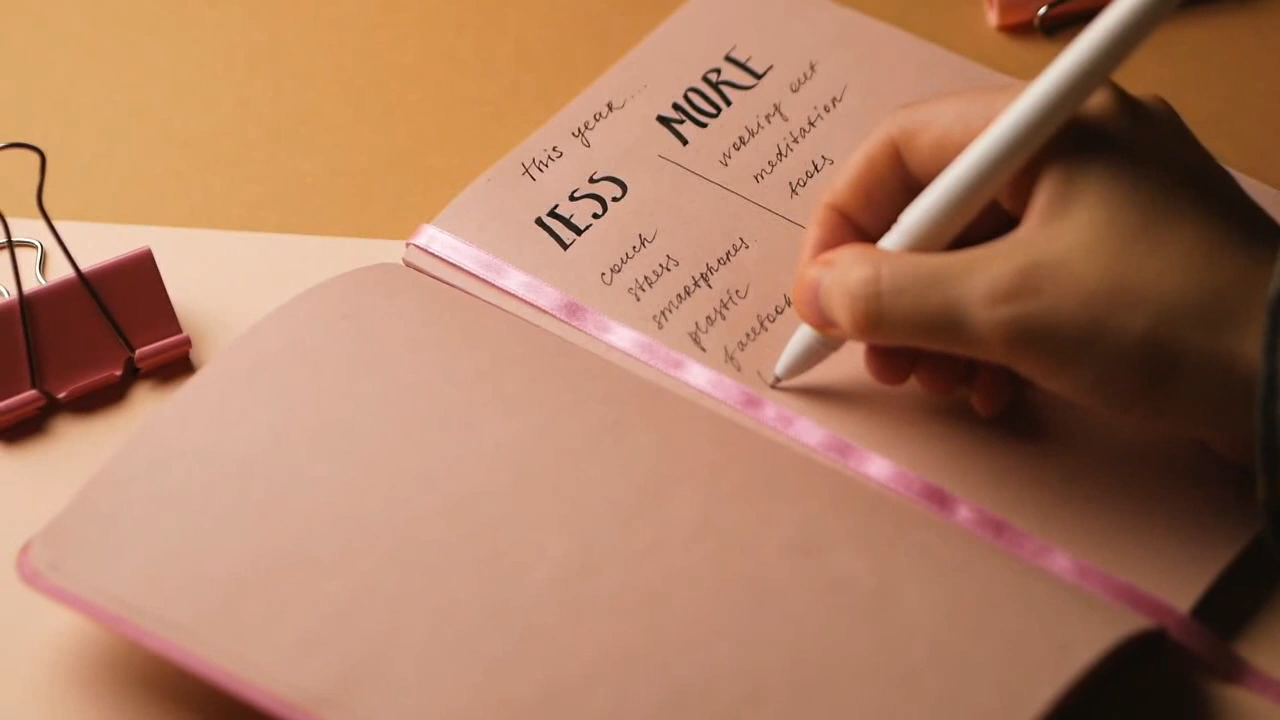 this year...
LESS
couch
stress
smartphones
plastic
facebook
MORE
working out
meditation
books